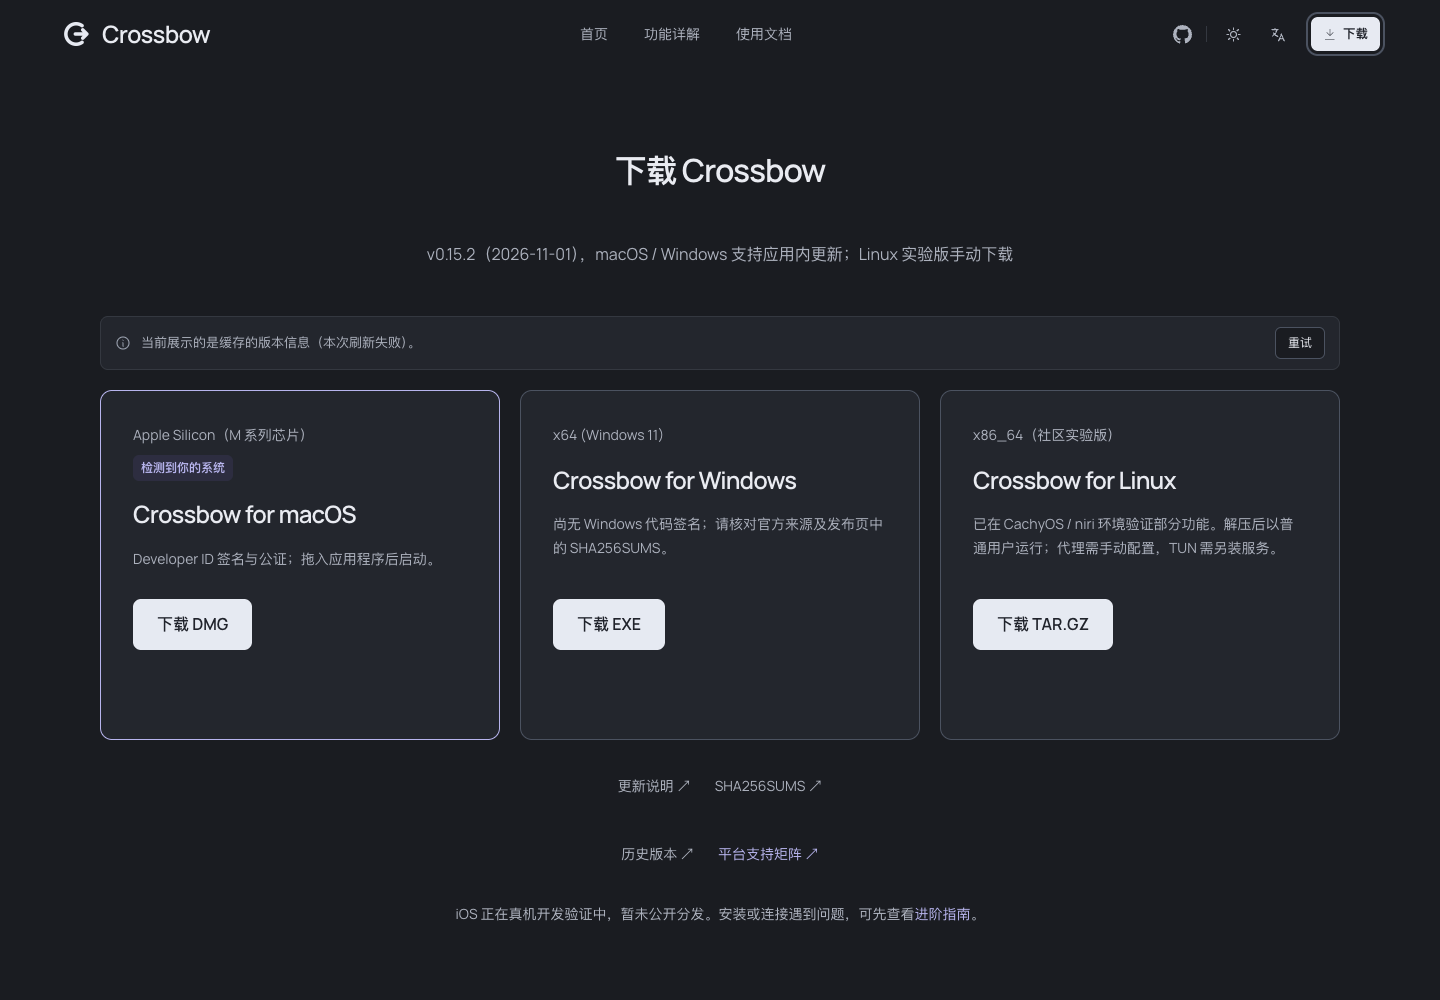 Crossbow
首页
功能详解
使用文档
下载
下载 Crossbow
v0.15.2（2026-11-01），macOS / Windows 支持应用内更新；Linux 实验版手动下载
当前展示的是缓存的版本信息（本次刷新失败）。
重试
Apple Silicon（M 系列芯片）
检测到你的系统
Crossbow for macOS
Developer ID 签名与公证；拖入应用程序后启动。
下载 DMG
x64 (Windows 11)
Crossbow for Windows
尚无 Windows 代码签名；请核对官方来源及发布页中
的 SHA256SUMS。
下载 EXE
x86_64（社区实验版）
Crossbow for Linux
已在 CachyOS / niri 环境验证部分功能。解压后以普
通用户运行；代理需手动配置，TUN 需另装服务。
下载 TAR.GZ
更新说明 ↗
SHA256SUMS ↗
历史版本 ↗
平台支持矩阵 ↗
iOS 正在真机开发验证中，暂未公开分发。安装或连接遇到问题，可先查看进阶指南。